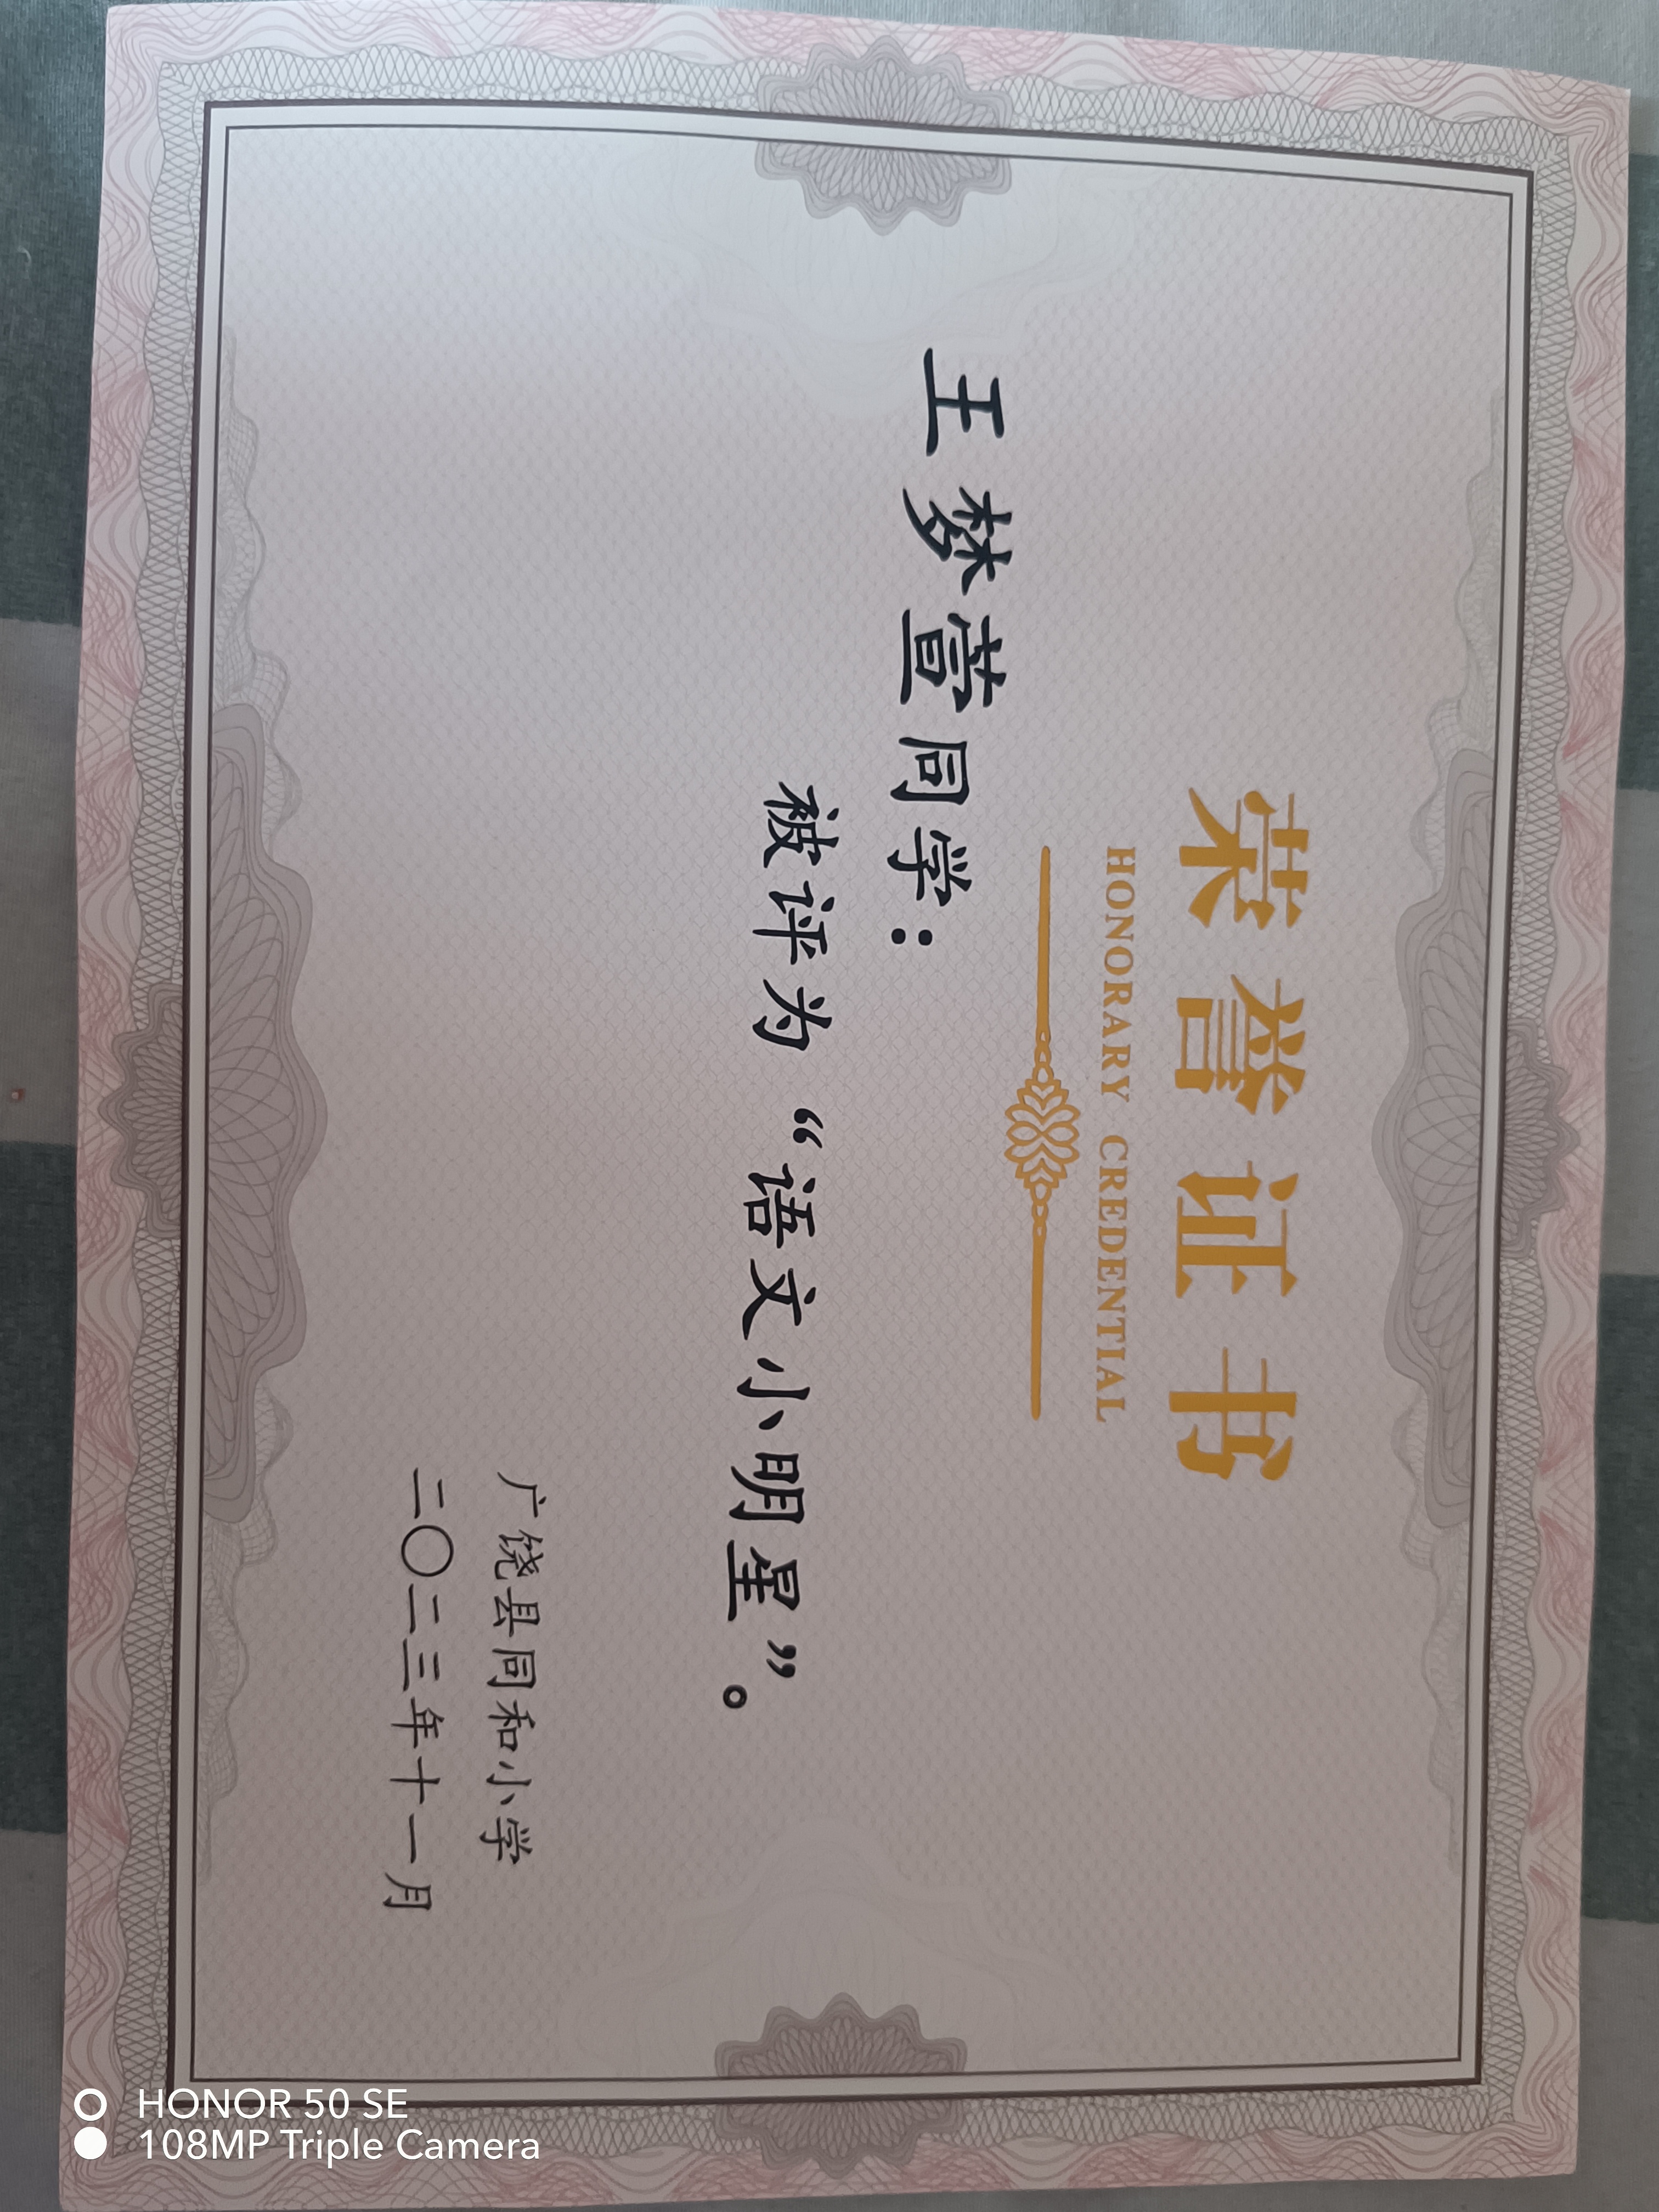 荣誉证书
HONORARY CREDENTIAL
王梦萱同学：
被评为“语文小明星”。
广饶县同和小学
二〇二三年十一月
HONOR 50 SE
108MP Triple Camera